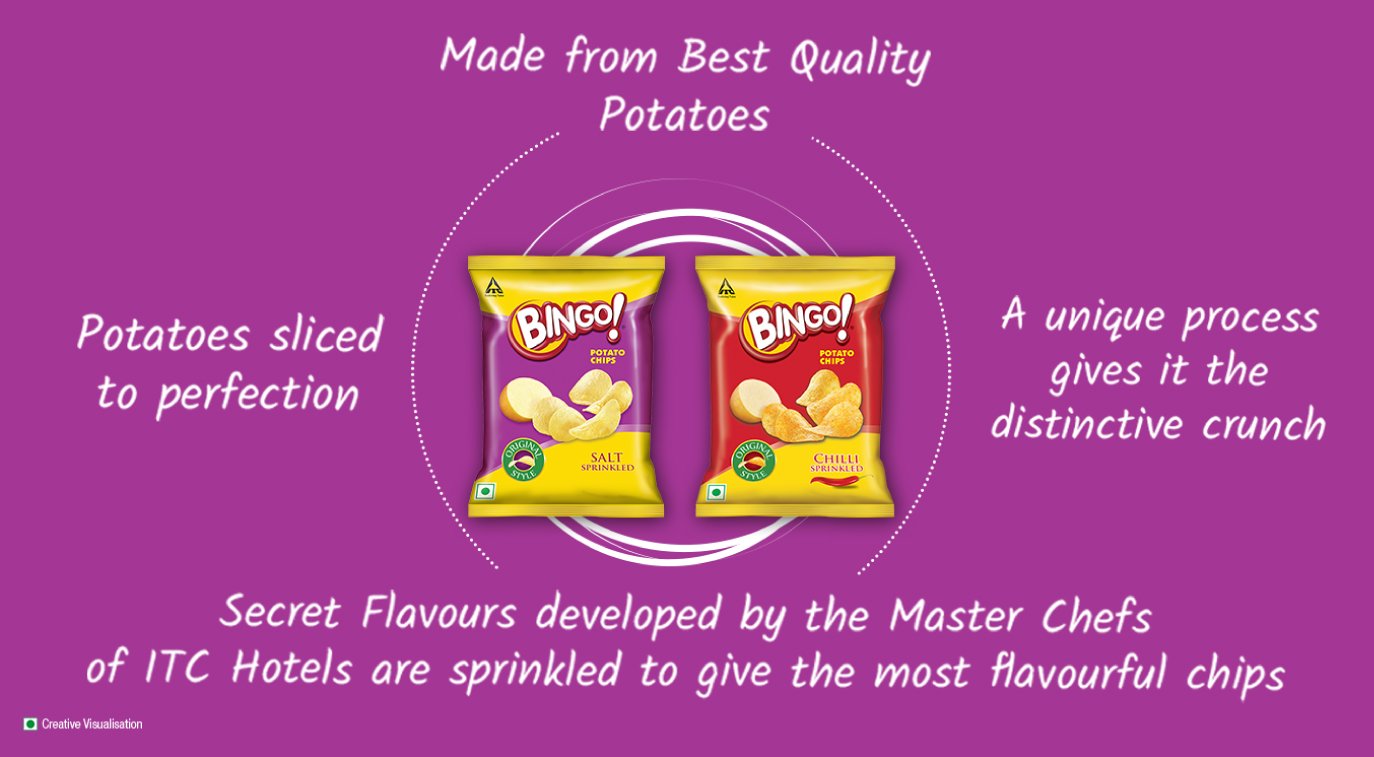 Made from Best Quality
Potatoes
Potatoes sliced
to perfection
A unique process
gives it the
distinctive crunch
ITC
BINGO!
POTATO
CHIPS
ORIGINAL
STYLE
SALT
SPRINKLED
ITC
BINGO!
POTATO
CHIPS
ORIGINAL
STYLE
CHILLI
SPRINKLED
Secret Flavours developed by the Master Chefs
of ITC Hotels are sprinkled to give the most flavourful chips
Creative Visualisation